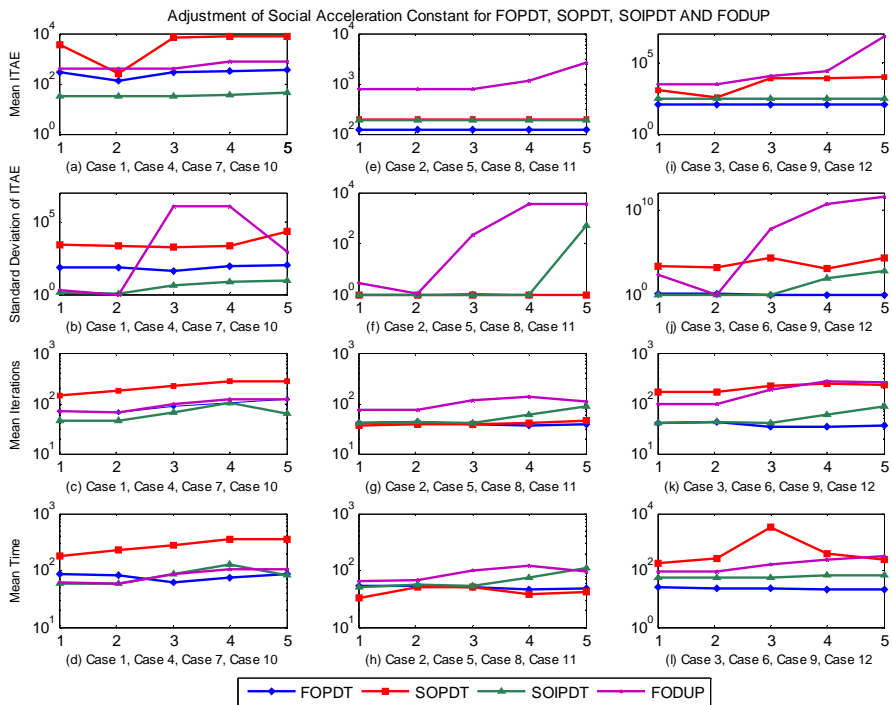 Adjustment of Social Acceleration Constant for FOPDT, SOPDT, SOIPDT AND FODUP
Mean ITAE
10^4
10^2
10^0
1 2 3 4 5
(a) Case 1, Case 4, Case 7, Case 10
10^4
10^3
10^2
1 2 3 4 5
(e) Case 2, Case 5, Case 8, Case 11
10^5
10^0
1 2 3 4 5
(i) Case 3, Case 6, Case 9, Case 12
Standard Deviation of ITAE
10^5
10^0
1 2 3 4 5
(b) Case 1, Case 4, Case 7, Case 10
10^4
10^2
10^0
1 2 3 4 5
(f) Case 2, Case 5, Case 8, Case 11
10^10
10^0
1 2 3 4 5
(j) Case 3, Case 6, Case 9, Case 12
Mean Iterations
10^3
10^2
10^1
1 2 3 4 5
(c) Case 1, Case 4, Case 7, Case 10
10^3
10^2
10^1
1 2 3 4 5
(g) Case 2, Case 5, Case 8, Case 11
10^3
10^2
10^1
1 2 3 4 5
(k) Case 3, Case 6, Case 9, Case 12
Mean Time
10^3
10^2
10^1
1 2 3 4 5
(d) Case 1, Case 4, Case 7, Case 10
10^3
10^2
10^1
1 2 3 4 5
(h) Case 2, Case 5, Case 8, Case 11
10^4
10^2
10^0
1 2 3 4 5
(l) Case 3, Case 6, Case 9, Case 12
FOPDT SOPDT SOIPDT FODUP